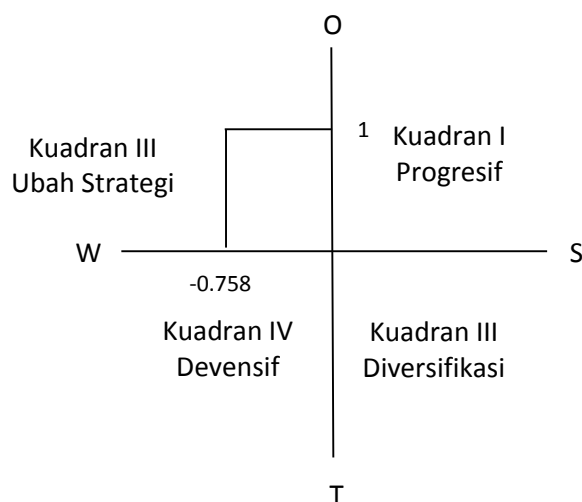 O
1
Kuadran I
Progresif
Kuadran III
Ubah Strategi
W
S
-0.758
Kuadran IV
Devensif
Kuadran III
Diversifikasi
T